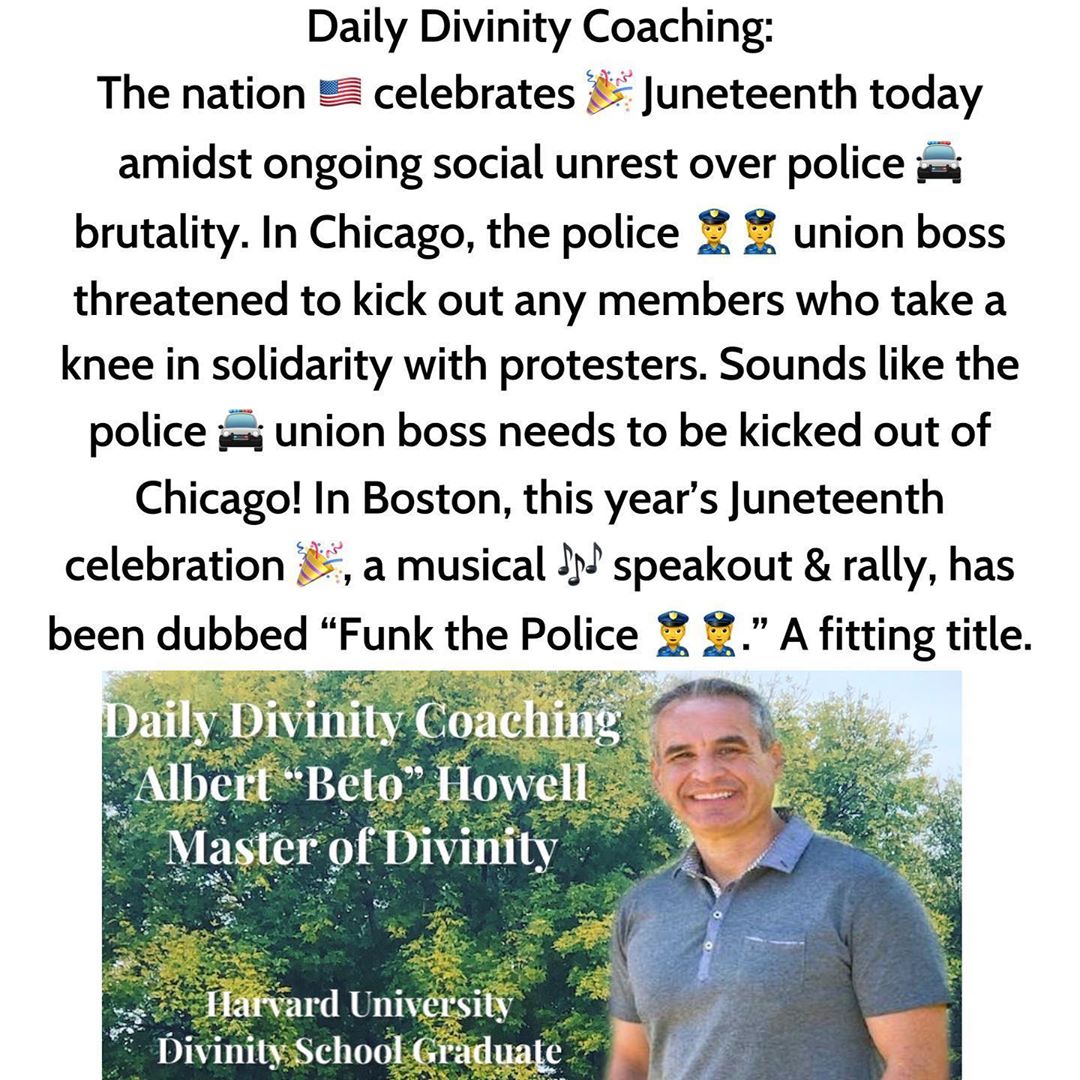 Daily Divinity Coaching:
The nation 🇺🇸 celebrates 🎉 Juneteenth today
amidst ongoing social unrest over police 🚔
brutality. In Chicago, the police 👮👮 union boss
threatened to kick out any members who take a
knee in solidarity with protesters. Sounds like the
police 🚔 union boss needs to be kicked out of
Chicago! In Boston, this year’s Juneteenth
celebration 🎉, a musical 🎶 speakout & rally, has
been dubbed “Funk the Police 👮👮.” A fitting title.
Daily Divinity Coaching
Albert “Beto” Howell
Master of Divinity
Harvard University
Divinity School Graduate